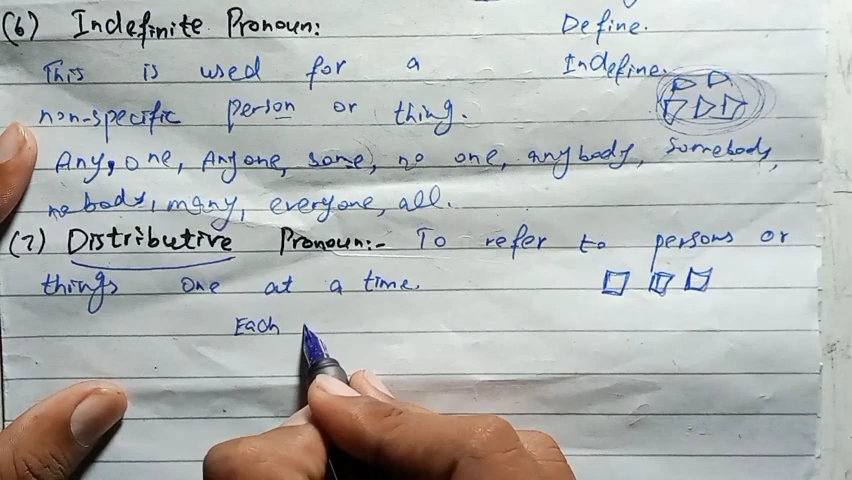 (6) Indefinite Pronoun: Define.
This is used for a Indefine.
non-specific person or thing.
Any, one, Anyone, some, no one, anybody, Somebody,
nobody, many, everyone, all.
(7) Distributive Pronoun:- To refer to persons or
things one at a time.
Each